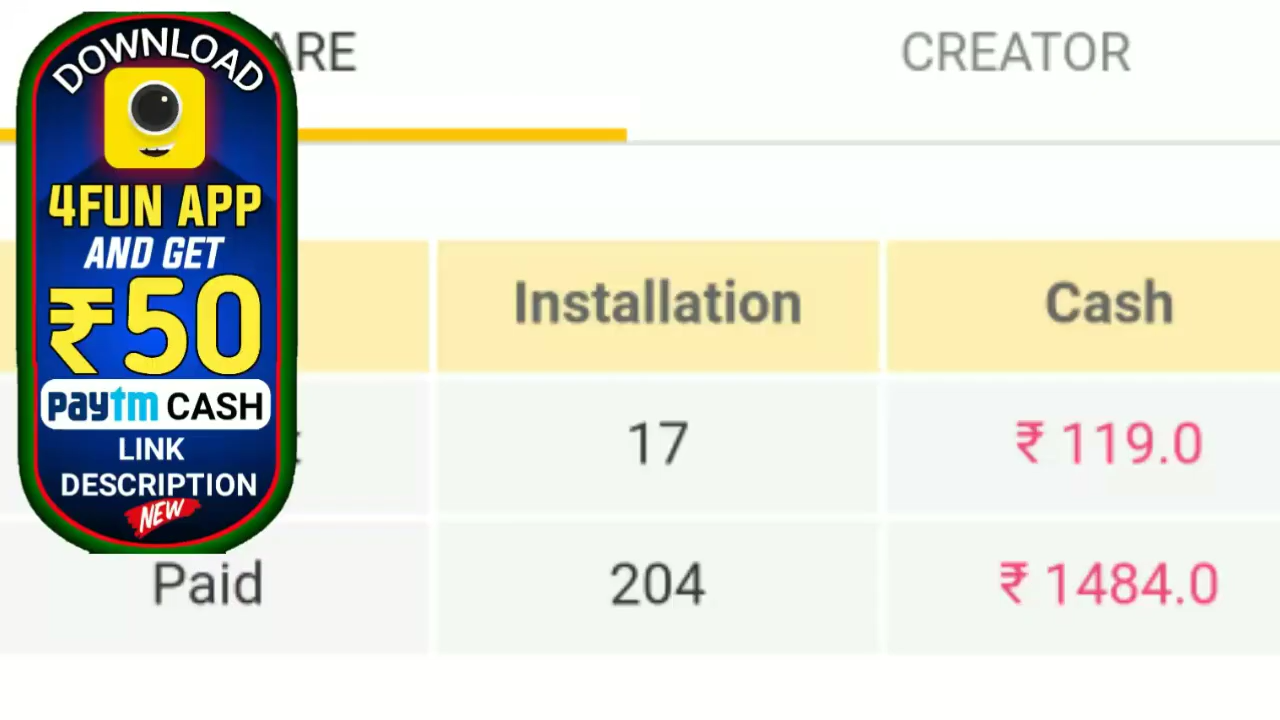 DOWNLOAD
4FUN APP
AND GET
₹50
paytm CASH
LINK
DESCRIPTION
NEW
CREATOR
Installation
Cash
17
₹ 119.0
Paid
204
₹ 1484.0